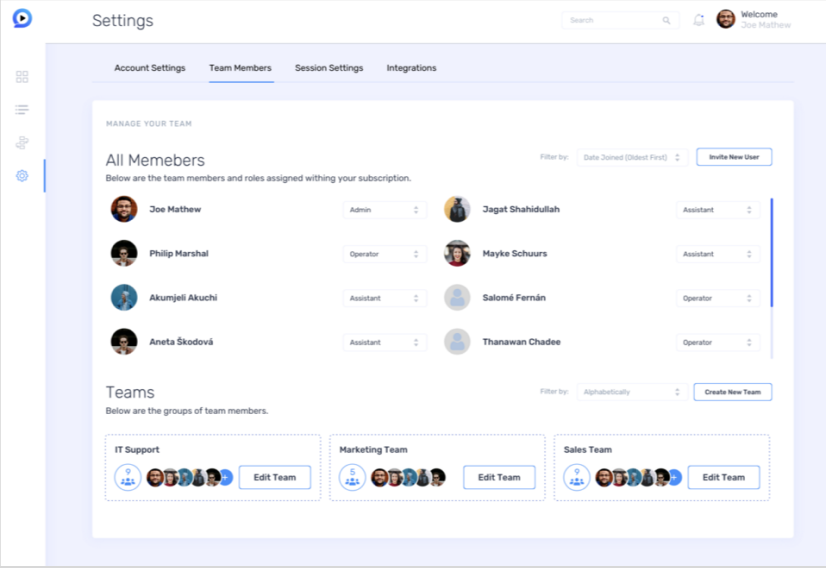 Settings
Search
Welcome
Joe Mathew
Account Settings Team Members Session Settings Integrations
MANAGE YOUR TEAM
All Memebers
Filter by: Date Joined (Oldest First) Invite New User
Below are the team members and roles assigned withing your subscription.
Joe Mathew Admin Jagat Shahidullah Assistant
Philip Marshal Operator Mayke Schuurs Assistant
Akumjeli Akuchi Assistant Salomé Fernán Operator
Aneta Škodová Assistant Thanawan Chadee Operator
Teams
Filter by: Alphabetically Create New Team
Below are the groups of team members.
IT Support Marketing Team Sales Team
9 + Edit Team 5 Edit Team 9 + Edit Team